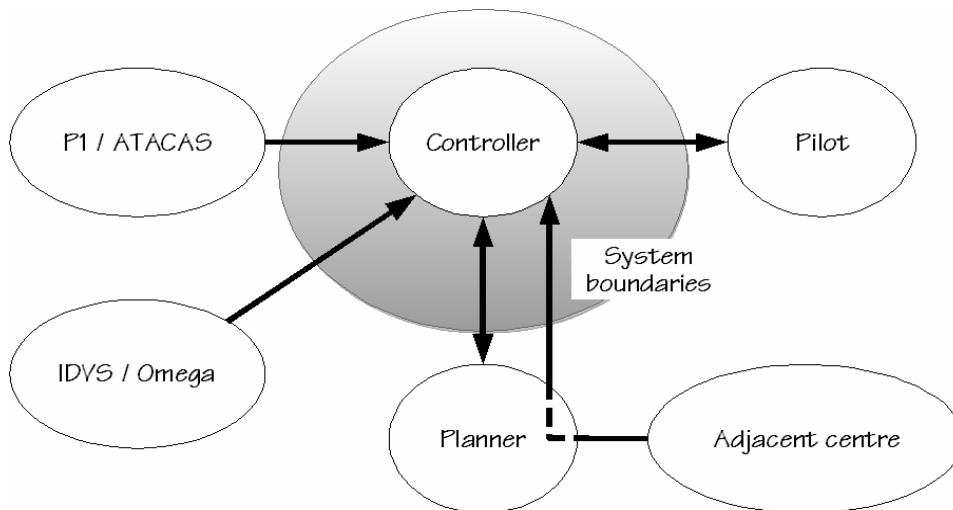 P1 / ATACAS
Controller
Pilot
System
boundaries
IDVS / Omega
Planner
Adjacent centre